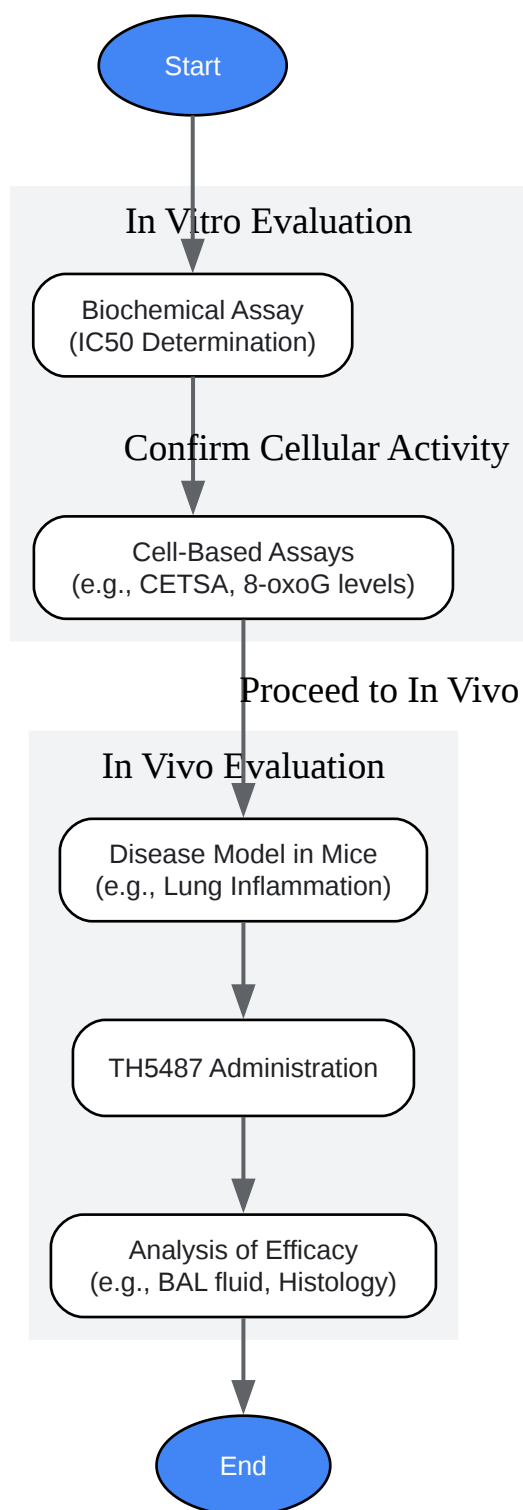 Start
In Vitro Evaluation
Biochemical Assay
(IC50 Determination)
Confirm Cellular Activity
Cell-Based Assays
(e.g., CETSA, 8-oxoG levels)
Proceed to In Vivo
In Vivo Evaluation
Disease Model in Mice
(e.g., Lung Inflammation)
TH5487 Administration
Analysis of Efficacy
(e.g., BAL fluid, Histology)
End